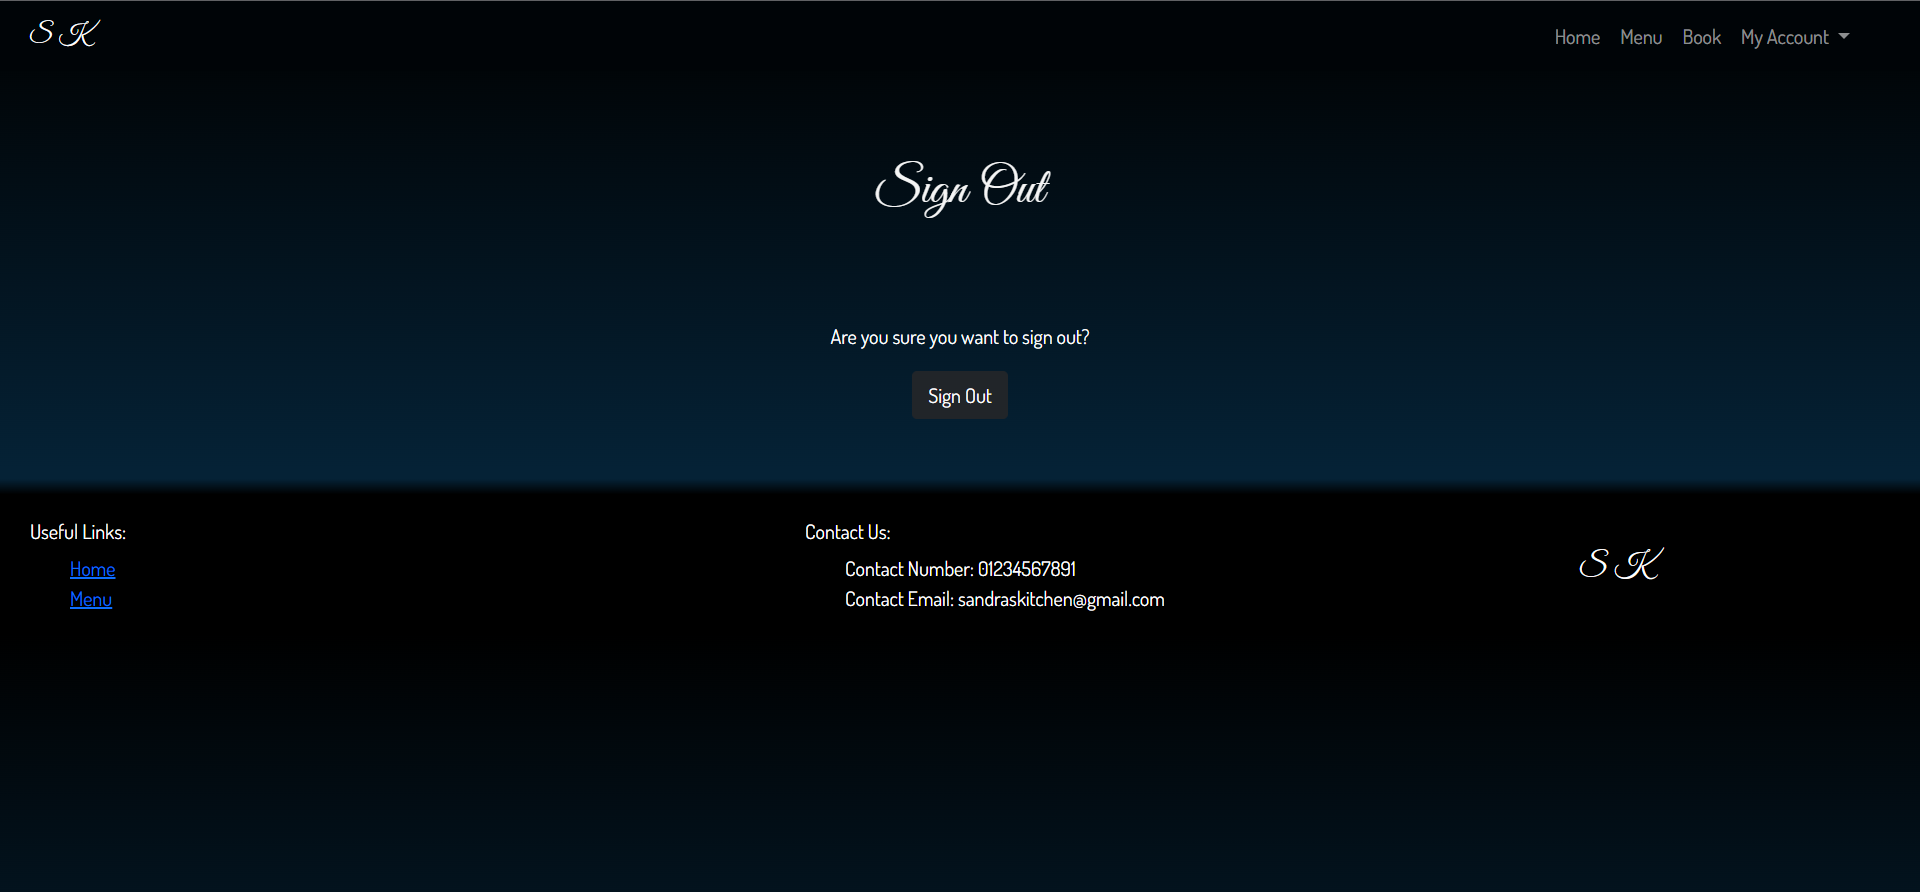 S K
Home Menu Book My Account
Sign Out
Are you sure you want to sign out?
Sign Out
Useful Links:
Home
Menu
Contact Us:
Contact Number: 01234567891
Contact Email: sandraskitchen@gmail.com
S K